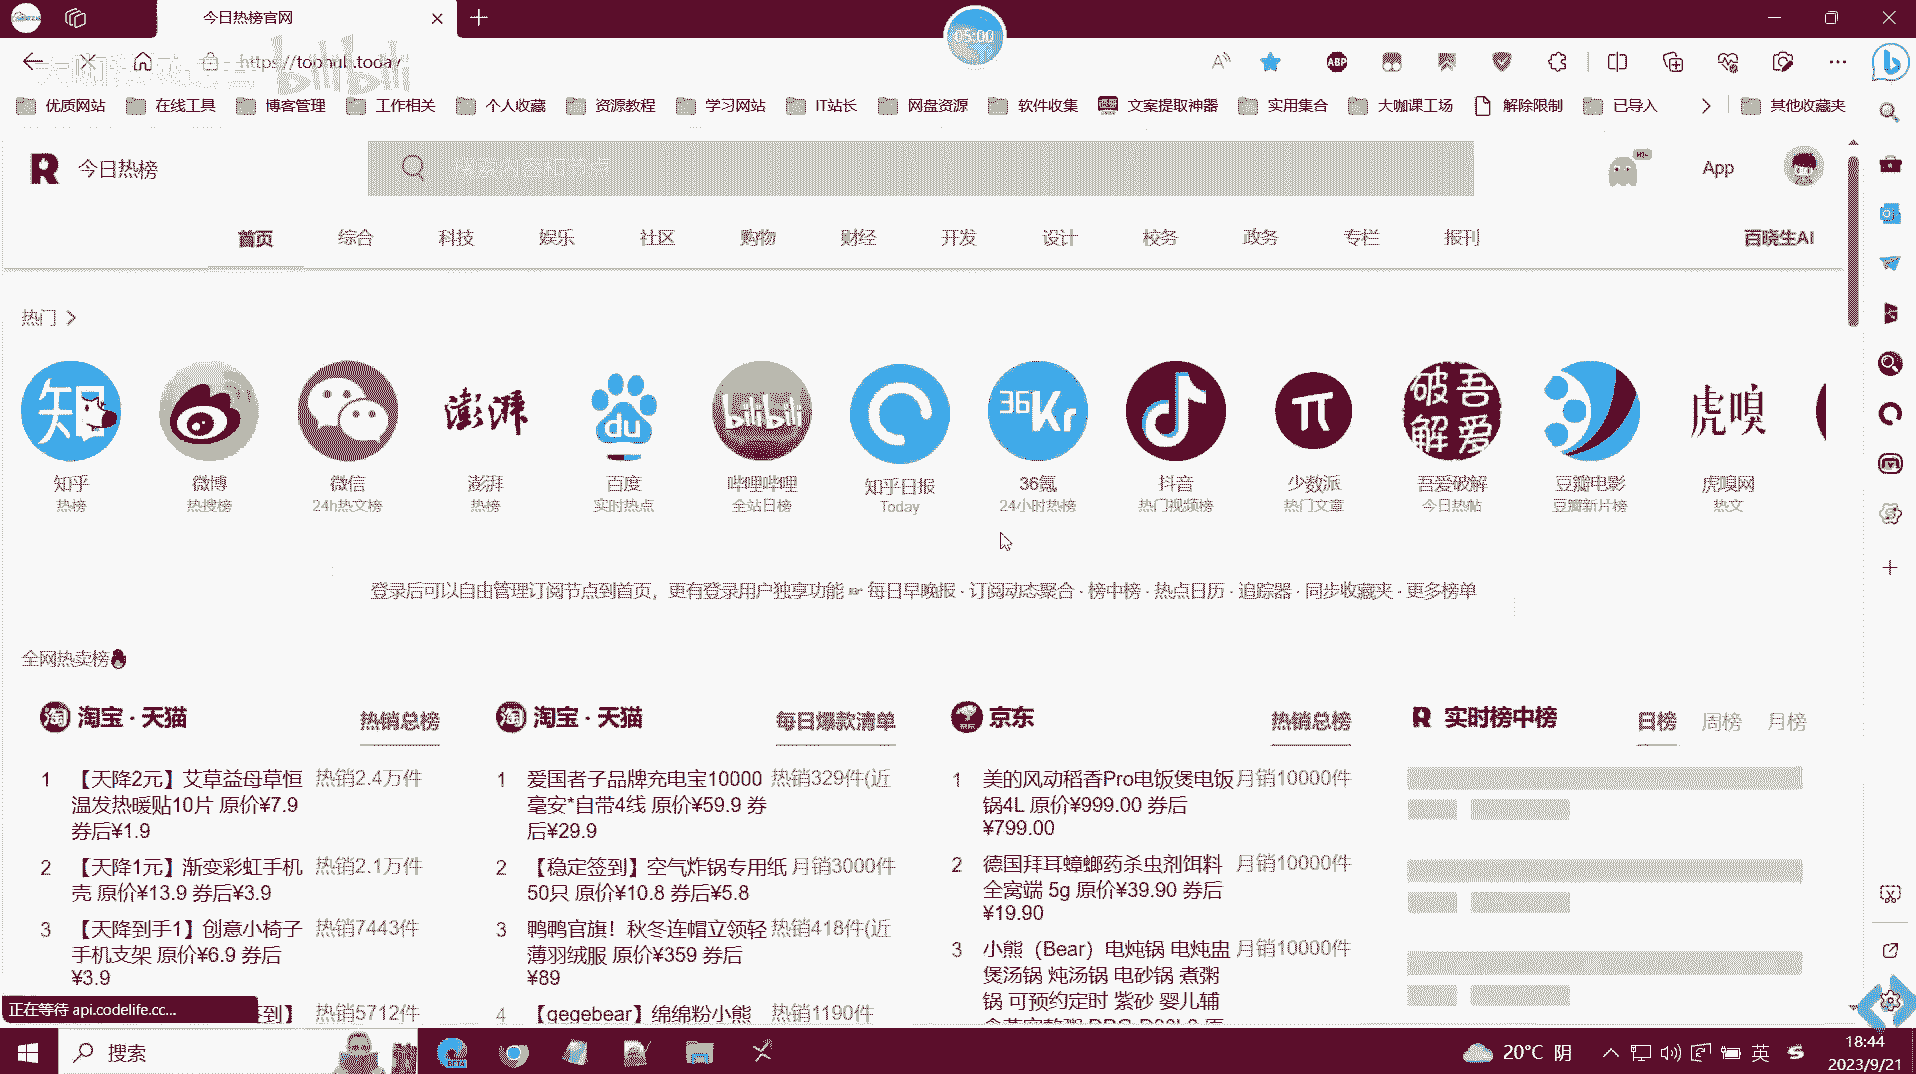 今日热榜官网
05:00
https://tophub.today/
bilibili
ABP
优质网站 在线工具 博客管理 工作相关 个人收藏 资源教程 学习网站 IT站长 网盘资源 软件收集 文案提取神器 实用集合 大咖课工场 解除限制 已导入 其他收藏夹
今日热榜
App
首页 综合 科技 娱乐 社区 购物 财经 开发 设计 校务 政务 专栏 报刊 百晓生AI
热门
知 澎湃 du bilibili 36Kr π 吾爱破解 虎嗅
知乎 微博 微信 澎湃 百度 哔哩哔哩 知乎日报 36氪 抖音 少数派 吾爱破解 豆瓣电影 虎嗅网
热榜 热搜榜 24h热文榜 热榜 实时热点 全站日榜 Today 24小时热榜 热门视频榜 热门文章 今日热帖 豆瓣新片榜 热文
登录后可以自由管理订阅节点到首页，更有登录用户独享功能 ☞ 每日早晚报 · 订阅动态聚合 · 榜中榜 · 热点日历 · 追踪器 · 同步收藏夹 · 更多榜单
全网热卖榜
淘 淘宝 · 天猫 热销总榜
1 【天降2元】艾草益母草恒 热销2.4万件
温发热暖贴10片 原价¥7.9
券后¥1.9
2 【天降1元】渐变彩虹手机 热销2.1万件
壳 原价¥13.9 券后¥3.9
3 【天降到手1】创意小椅子 热销7443件
手机支架 原价¥6.9 券后
¥3.9
签到】 热销5712件
淘 淘宝 · 天猫 每日爆款清单
1 爱国者子品牌充电宝10000 热销329件(近
毫安*自带4线 原价¥59.9 券
后¥29.9
2 【稳定签到】空气炸锅专用纸 月销3000件
50只 原价¥10.8 券后¥5.8
3 鸭鸭官旗！秋冬连帽立领轻 热销418件(近
薄羽绒服 原价¥359 券后
¥89
4 【gegebear】绵绵粉小熊 热销1190件
京东 热销总榜
1 美的风动稻香Pro电饭煲电饭 月销10000件
锅4L 原价¥999.00 券后
¥799.00
2 德国拜耳蟑螂药杀虫剂饵料 月销10000件
全窝端 5g 原价¥39.90 券后
¥19.90
3 小熊（Bear）电炖锅 电炖盅 月销10000件
煲汤锅 炖汤锅 电砂锅 煮粥
锅 可预约定时 紫砂 婴儿辅
实时榜中榜 日榜 周榜 月榜
正在等待 api.codelife.cc...
搜索
20°C 阴
英
18:44
2023/9/21